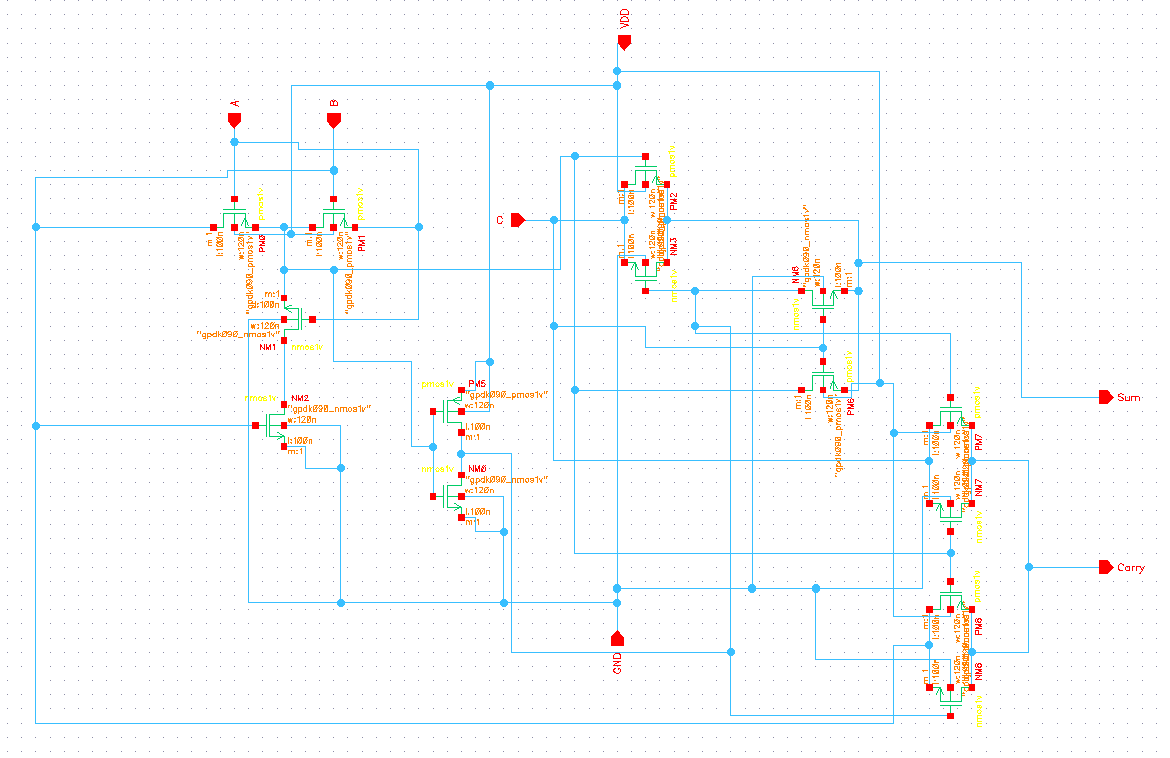 VDD
A
B
pmos1v
pmos1v
m:1
l:100n
w:120n
PM0
"gpdk090_pmos1v"
m:1
l:100n
w:120n
PM1
"gpdk090_pmos1v"
C
pmos1v
m:1
l:100n
w:120n
PM2
m:1
l:100n
w:120n
NM3
nmos1v
m:1
l:100n
w:120n
"gpdk090_nmos1v"
NM1
nmos1v
nmos1v
NM2
"gpdk090_nmos1v"
w:120n
l:100n
m:1
pmos1v
PM5
"gpdk090_pmos1v"
w:120n
l:100n
m:1
nmos1v
"gpdk090_nmos1v"
w:120n
l:100n
m:1
"gpdk090_nmos1v"
w:120n
l:100n
m:1
nmos1v
pmos1v
m:1
l:100n
w:120n
PM6
"gpdk090_pmos1v"
Sum
pmos1v
m:1
l:100n
w:120n
PM7
m:1
l:100n
w:120n
NM7
nmos1v
Carry
pmos1v
m:1
l:100n
w:120n
m:1
l:100n
w:120n
nmos1v
GND